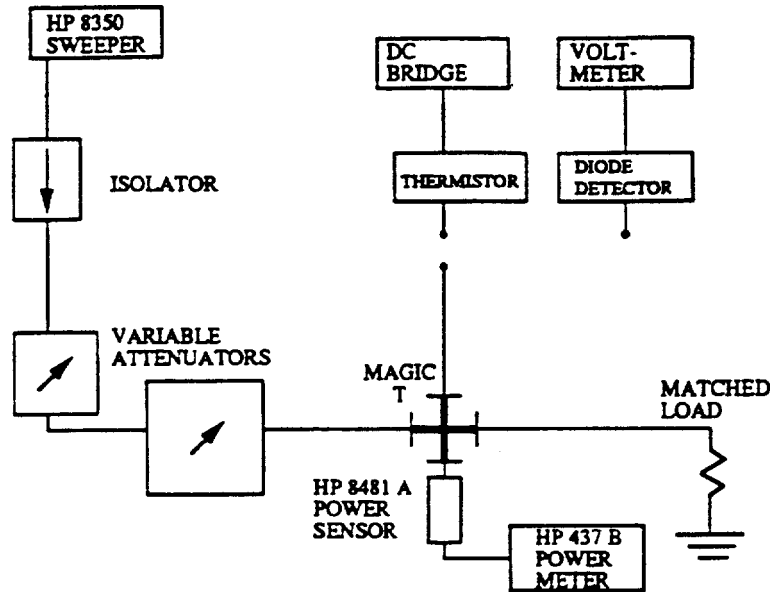 HP 8350
SWEEPER
DC
BRIDGE
VOLT-
METER
ISOLATOR
THERMISTOR
DIODE
DETECTOR
VARIABLE
ATTENUATORS
MAGIC
T
MATCHED
LOAD
HP 8481 A
POWER
SENSOR
HP 437 B
POWER
METER